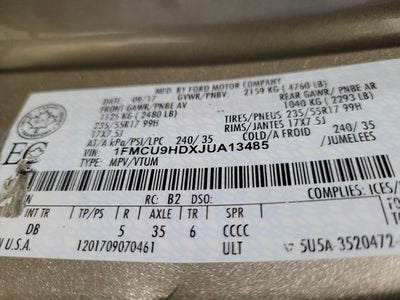 MFD. BY FORD MOTOR COMPANY
DATE: 09/17 GVWR/PNBV: 2159 KG ( 4760 LB)
FRONT GAWR/ PNBE AV REAR GAWR/ PNBE AR
1125 KG ( 2480 LB) 1040 KG ( 2293 LB)
235/55R17 99H TIRES/PNEUS 235/55R17 99H
17X7.5J RIMS/JANTES 17X7.5J
AT/A kPa/PSI/LPC 240/ 35 COLD/A FROID 240/ 35
VIN: 1FMCU9HDXJUA13485 /JUMELEES
TYPE: MPV/VTUM
RC: B2 DSO:
COMPLIES, ICES/
INT TR TP/PS R AXLE TR SPR
DB 5 35 6 CCCC
U.S.A. 1201709070461 ULT 5U5A-3520472-